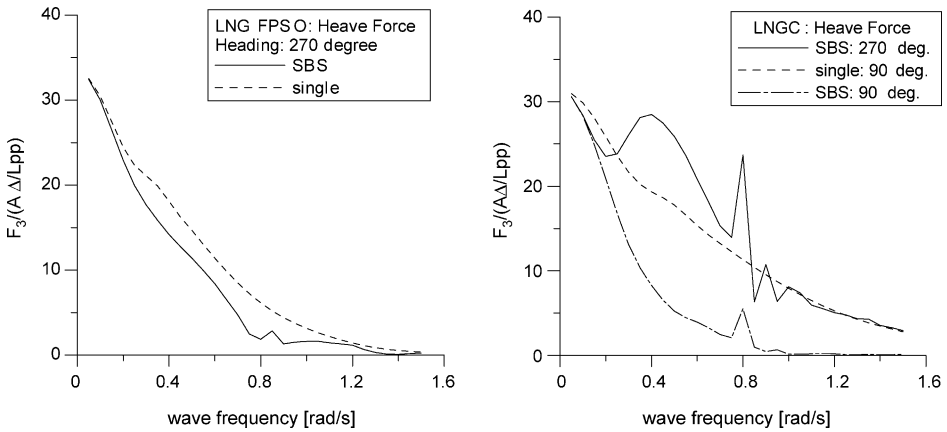 40
30
20
10
0
F3/(A Δ/Lpp)
LNG FPSO: Heave Force
Heading: 270 degree
SBS
single
0 0.4 0.8 1.2 1.6
wave frequency [rad/s]
40
30
20
10
0
F3/(AΔ/Lpp)
LNGC : Heave Force
SBS: 270 deg.
single: 90 deg.
SBS: 90 deg.
0 0.4 0.8 1.2 1.6
wave frequency [rad/s]